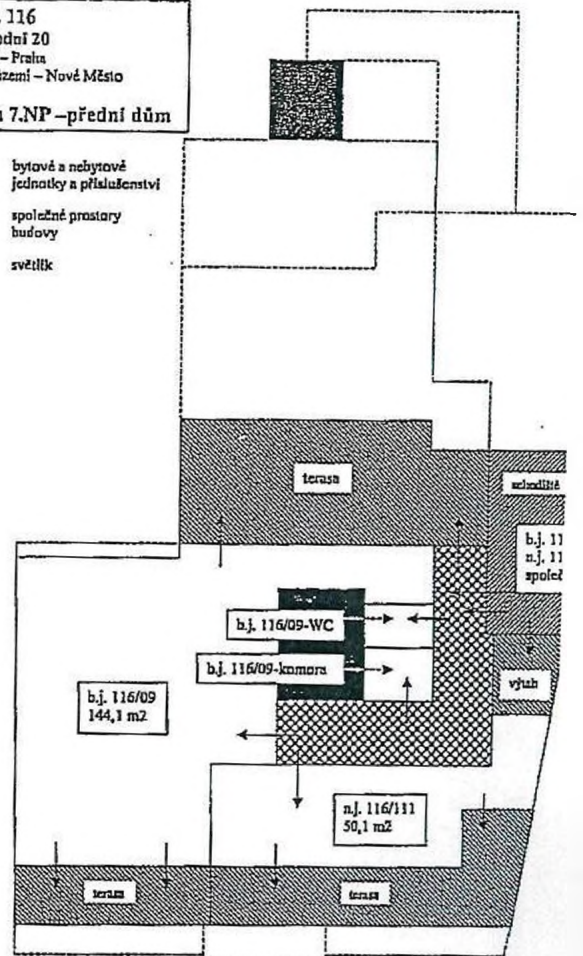 116
dní 20
– Praha
území – Nové Město
7.NP –přední dům
bytové a nebytové
jednotky a příslušenství
společné prostory
budovy
světlík
terasa
schodiště
b.j. 11
n.j. 11
společ
b.j. 116/09-WC
b.j. 116/09-komora
výtah
b.j. 116/09
144,1 m2
n.j. 116/111
50,1 m2
terasa
terasa